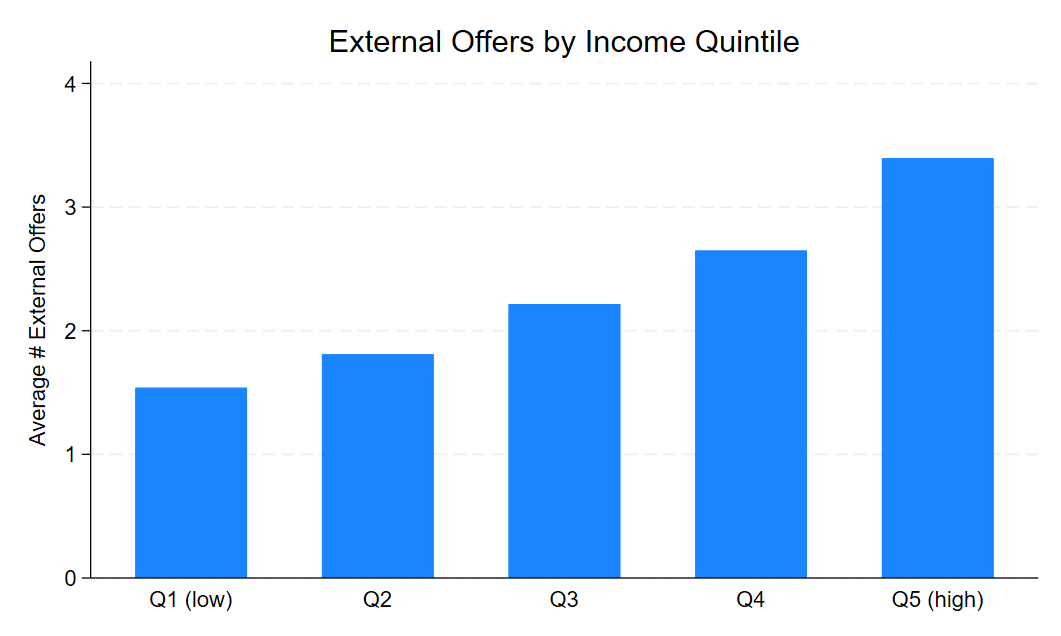 External Offers by Income Quintile
Average # External Offers
4
3
2
1
0
Q1 (low)
Q2
Q3
Q4
Q5 (high)